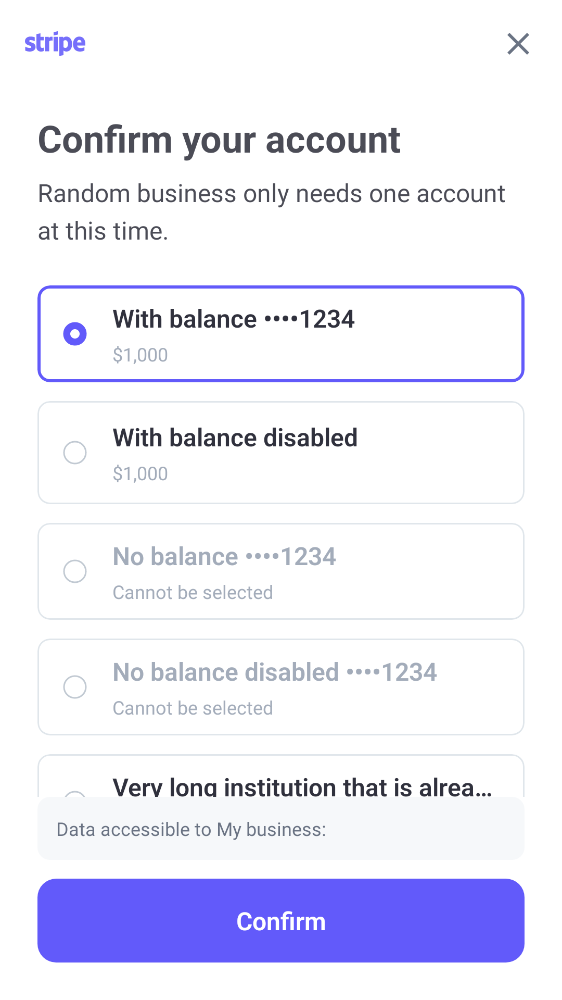 stripe
Confirm your account
Random business only needs one account
at this time.
With balance ••••1234
$1,000
With balance disabled
$1,000
No balance ••••1234
Cannot be selected
No balance disabled ••••1234
Cannot be selected
Very long institution that is alrea...
Data accessible to My business:
Confirm